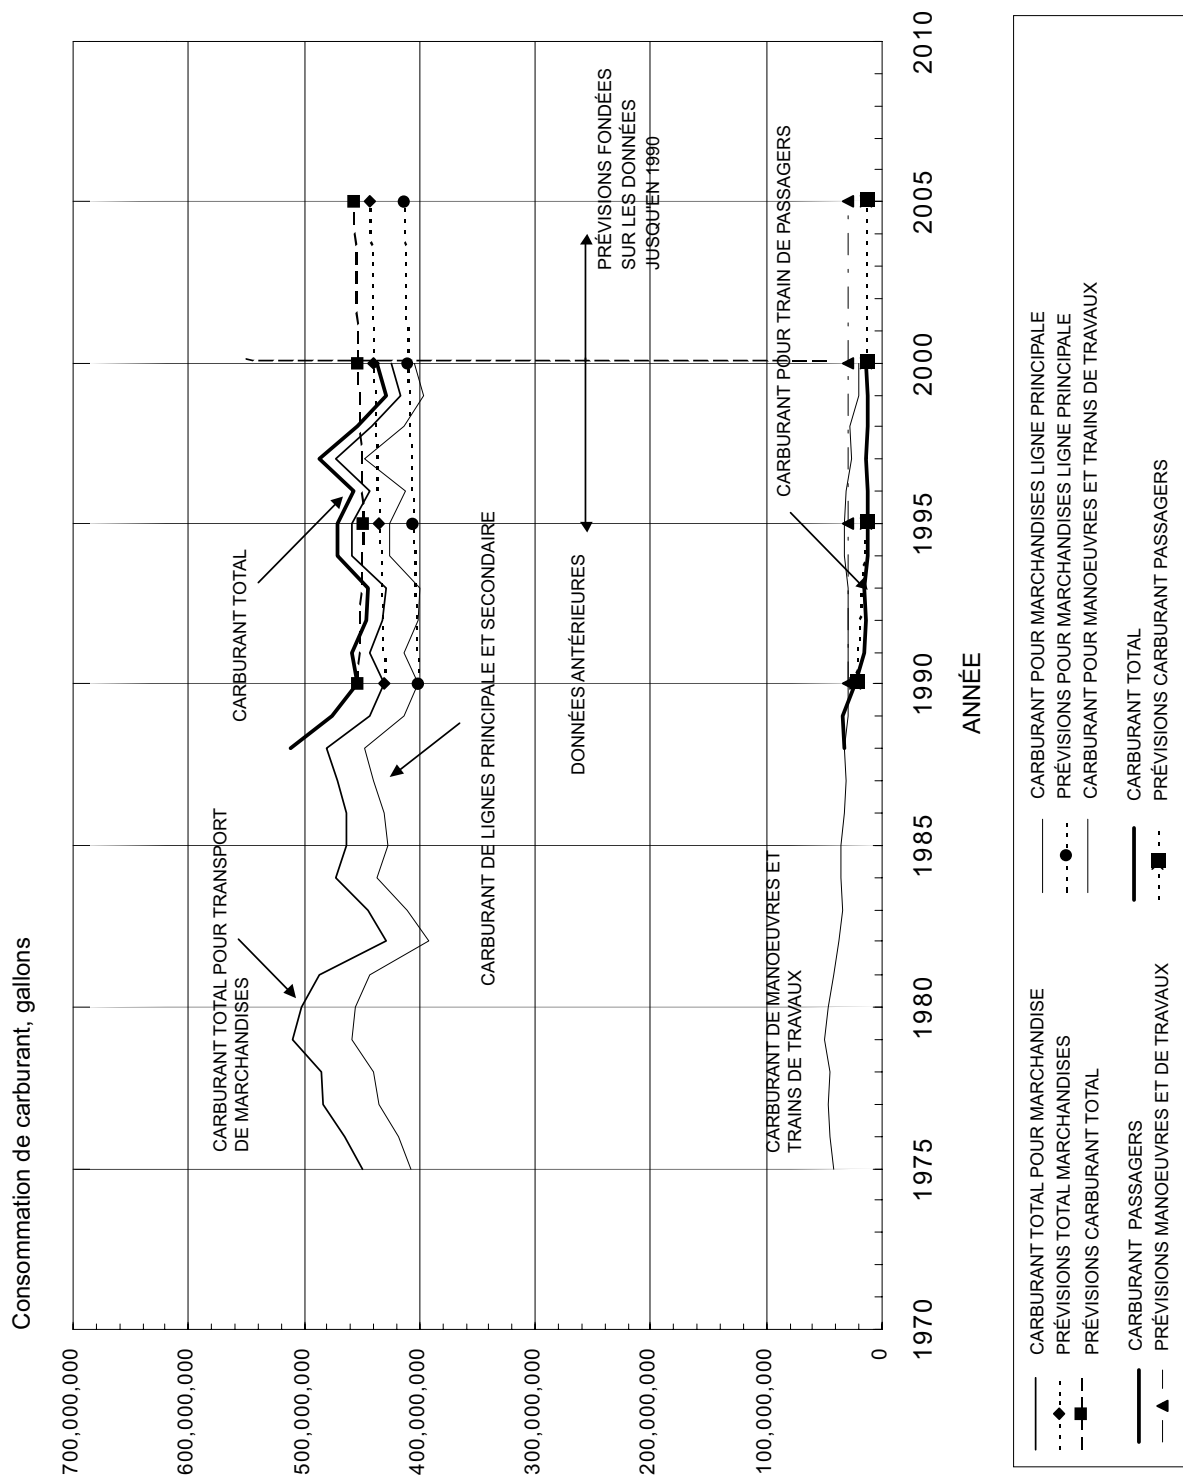 Consommation de carburant, gallons
700,000,000
600,000,000
500,000,000
400,000,000
300,000,000
200,000,000
100,000,000
0
1970
1975
1980
1985
1990
1995
2000
2005
2010
ANNÉE
CARBURANT TOTAL POUR TRANSPORT
DE MARCHANDISES
CARBURANT TOTAL
CARBURANT DE LIGNES PRINCIPALE ET SECONDAIRE
DONNÉES ANTÉRIEURES
PRÉVISIONS FONDÉES
SUR LES DONNÉES
JUSQU'EN 1990
CARBURANT DE MANOEUVRES ET
TRAINS DE TRAVAUX
CARBURANT POUR TRAIN DE PASSAGERS
CARBURANT TOTAL POUR MARCHANDISE
PRÉVISIONS TOTAL MARCHANDISES
PRÉVISIONS CARBURANT TOTAL
CARBURANT PASSAGERS
PRÉVISIONS MANOEUVRES ET DE TRAVAUX
CARBURANT POUR MARCHANDISES LIGNE PRINCIPALE
PRÉVISIONS POUR MARCHANDISES LIGNE PRINCIPALE
CARBURANT POUR MANOEUVRES ET TRAINS DE TRAVAUX
CARBURANT TOTAL
PRÉVISIONS CARBURANT PASSAGERS